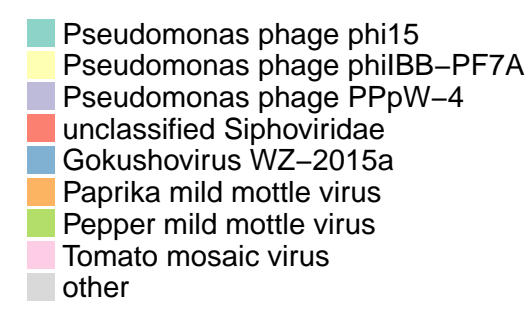 Pseudomonas phage phi15
Pseudomonas phage phiIBB−PF7A
Pseudomonas phage PPpW−4
unclassified Siphoviridae
Gokushovirus WZ−2015a
Paprika mild mottle virus
Pepper mild mottle virus
Tomato mosaic virus
other